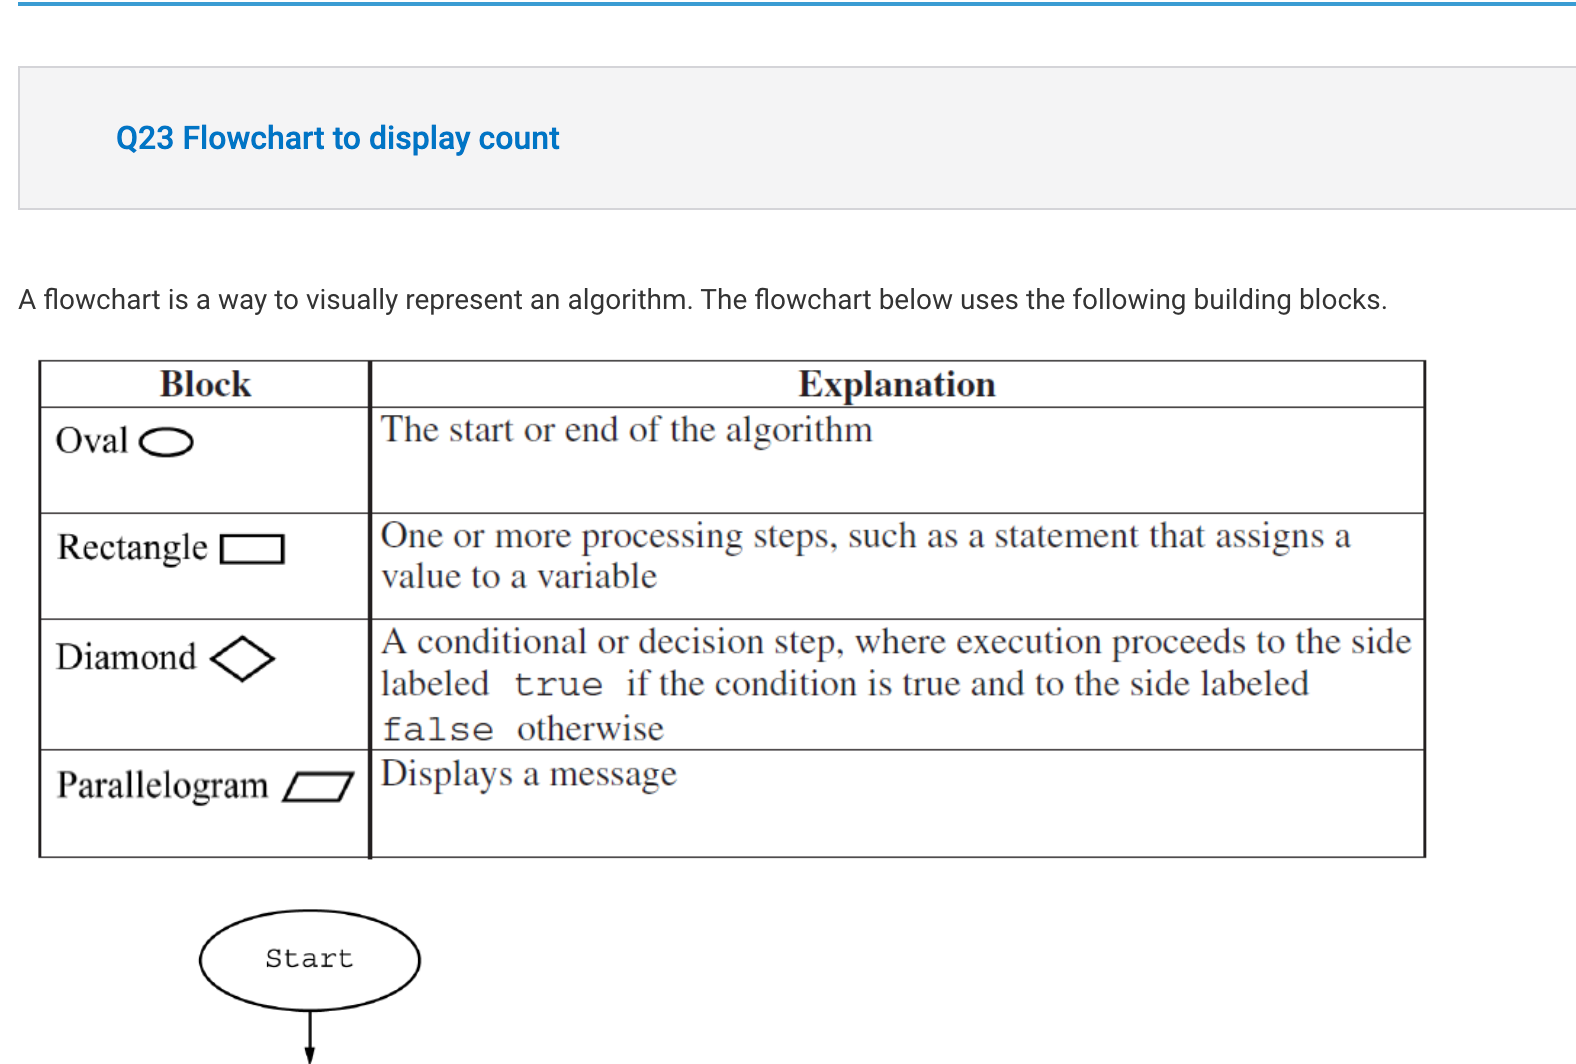 Q23 Flowchart to display count
A flowchart is a way to visually represent an algorithm. The flowchart below uses the following building blocks.
Block Explanation
Oval The start or end of the algorithm
Rectangle One or more processing steps, such as a statement that assigns a
value to a variable
Diamond A conditional or decision step, where execution proceeds to the side
labeled true if the condition is true and to the side labeled
false otherwise
Parallelogram Displays a message
Start